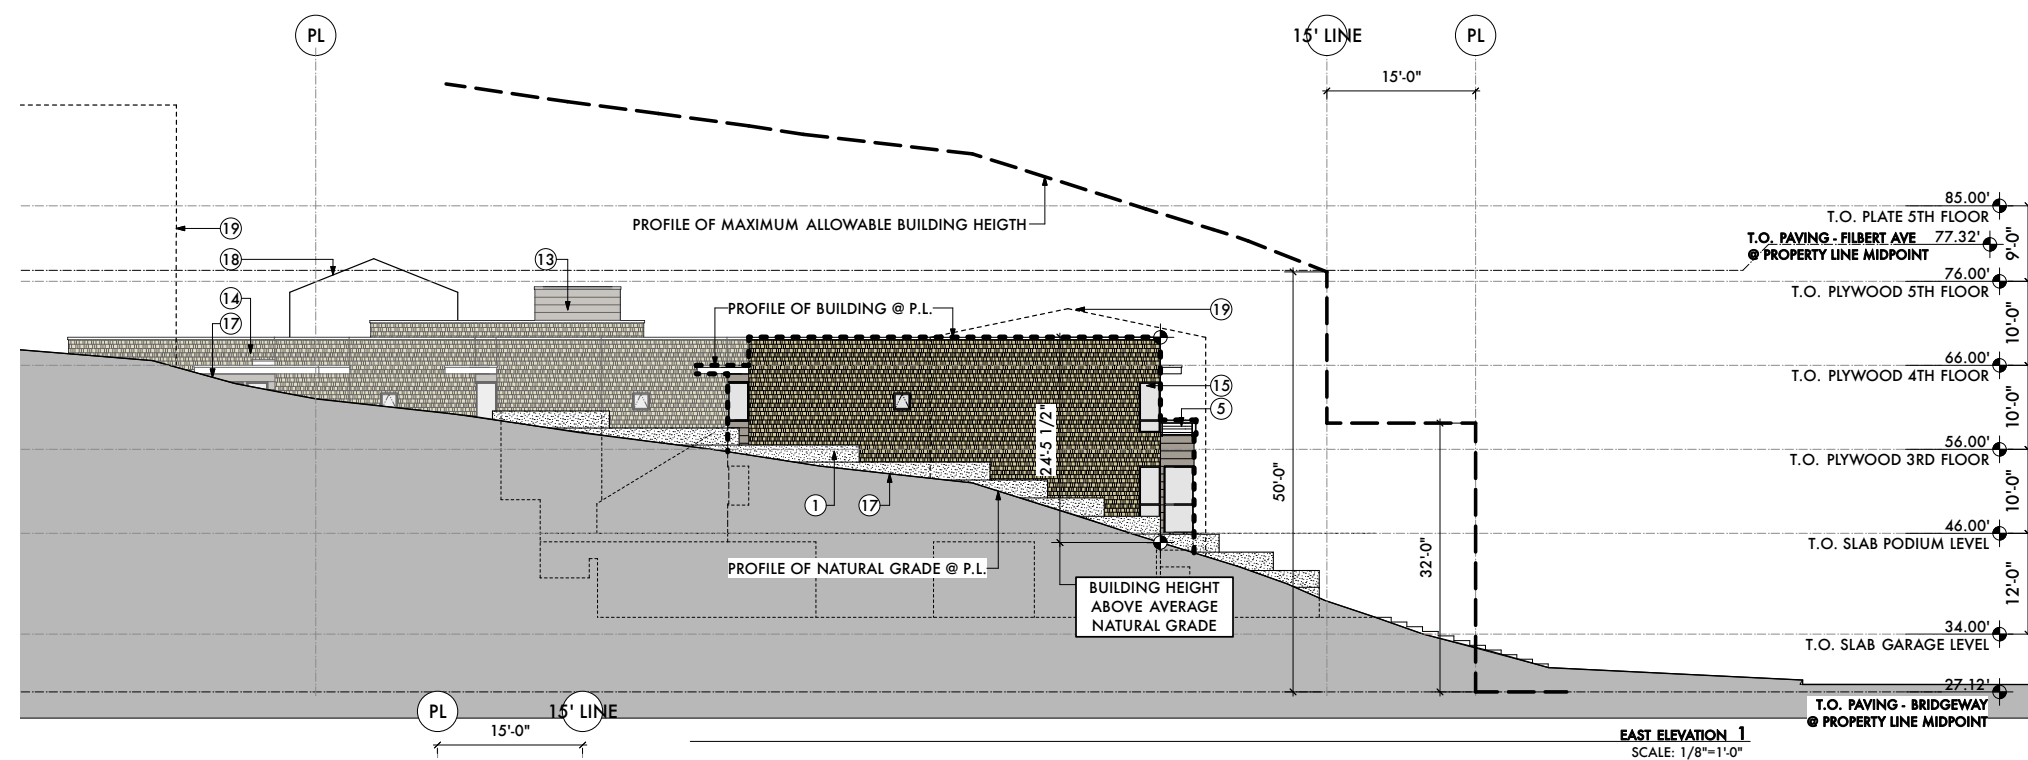 PL
15' LINE
PL
15'-0"
19
PROFILE OF MAXIMUM ALLOWABLE BUILDING HEIGTH
85.00'
T.O. PLATE 5TH FLOOR
T.O. PAVING - FILBERT AVE 77.32'
@ PROPERTY LINE MIDPOINT
9'-0"
18
13
76.00'
T.O. PLYWOOD 5TH FLOOR
14
17
PROFILE OF BUILDING @ P.L.
19
10'-0"
66.00'
T.O. PLYWOOD 4TH FLOOR
15
5
10'-0"
24'-5 1/2"
56.00'
T.O. PLYWOOD 3RD FLOOR
50'-0"
1
17
10'-0"
46.00'
T.O. SLAB PODIUM LEVEL
32'-0"
PROFILE OF NATURAL GRADE @ P.L.
BUILDING HEIGHT
ABOVE AVERAGE
NATURAL GRADE
12'-0"
34.00'
T.O. SLAB GARAGE LEVEL
27.12'
T.O. PAVING - BRIDGEWAY
@ PROPERTY LINE MIDPOINT
PL
15' LINE
15'-0"
EAST ELEVATION 1
SCALE: 1/8"=1'-0"